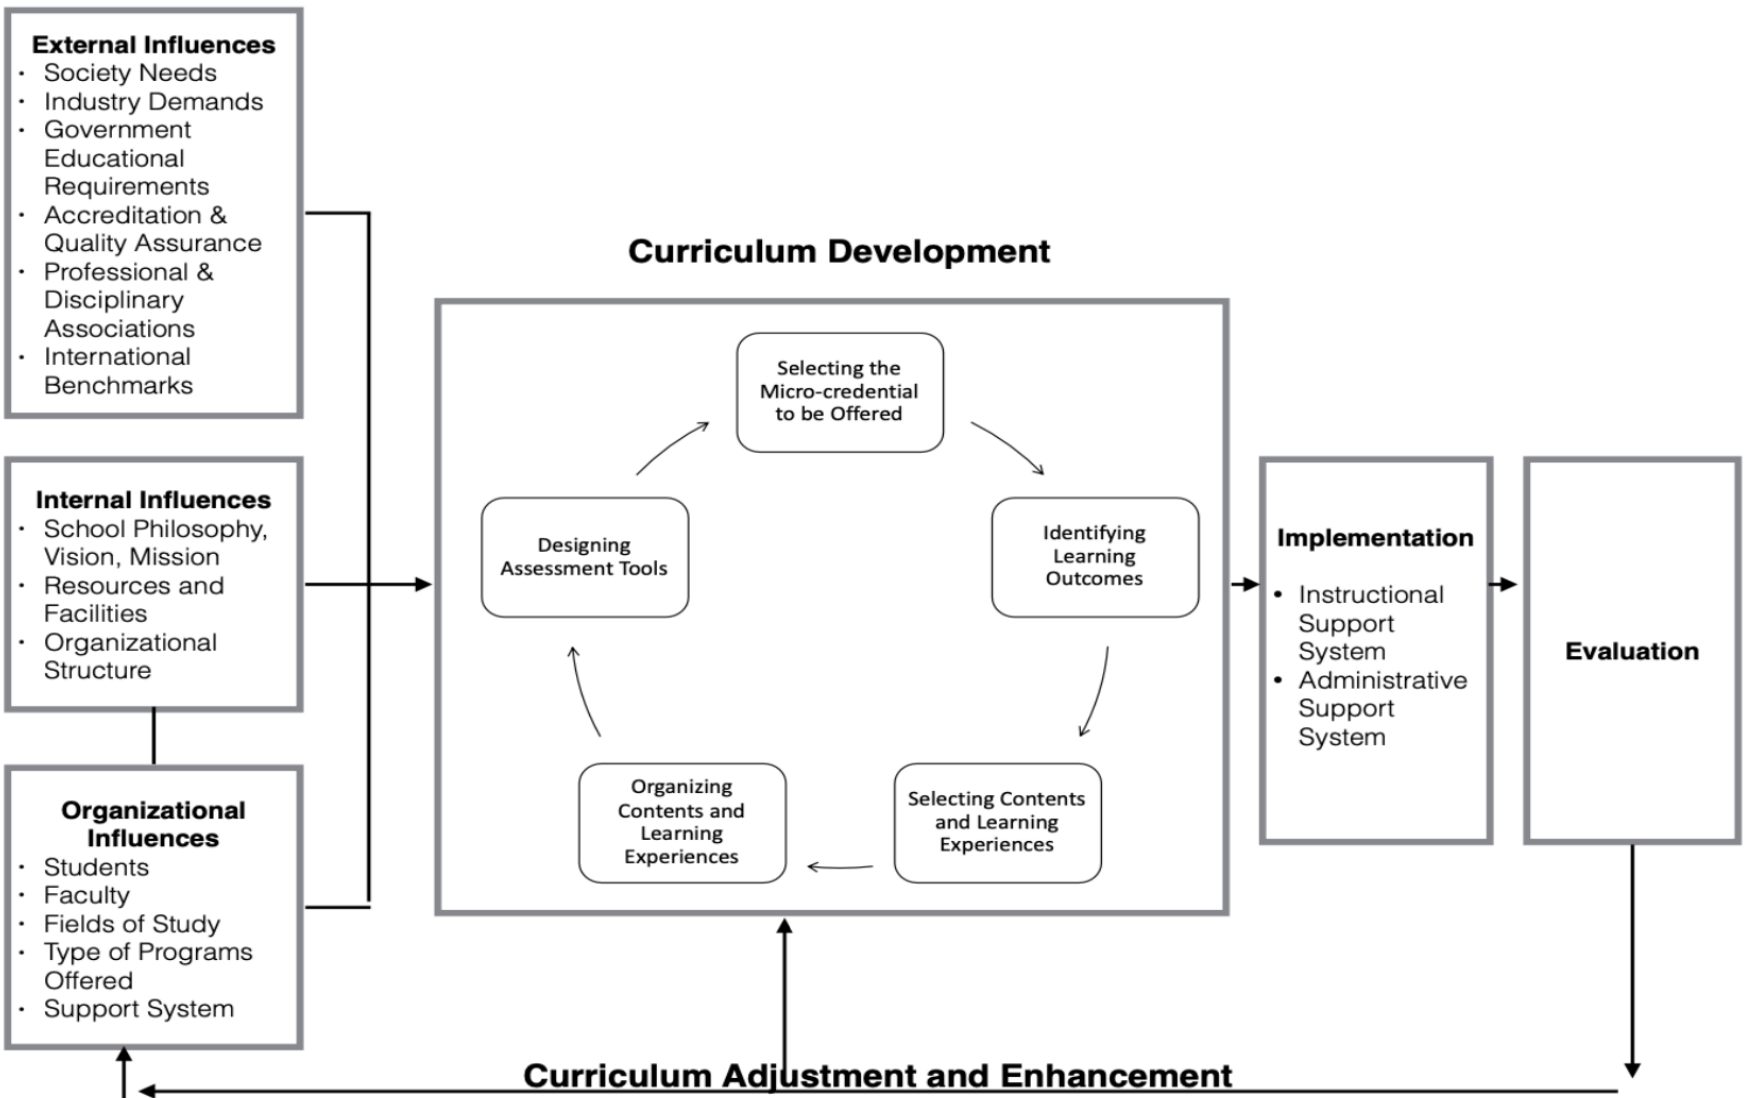 External Influences
· Society Needs
· Industry Demands
· Government
Educational
Requirements
· Accreditation &
Quality Assurance
· Professional &
Disciplinary
Associations
· International
Benchmarks
Internal Influences
· School Philosophy,
Vision, Mission
· Resources and
Facilities
· Organizational
Structure
Organizational
Influences
· Students
· Faculty
· Fields of Study
· Type of Programs
Offered
· Support System
Curriculum Development
Selecting the
Micro-credential
to be Offered
Identifying
Learning
Outcomes
Selecting Contents
and Learning
Experiences
Organizing
Contents and
Learning
Experiences
Designing
Assessment Tools
Implementation
• Instructional
Support
System
• Administrative
Support
System
Evaluation
Curriculum Adjustment and Enhancement